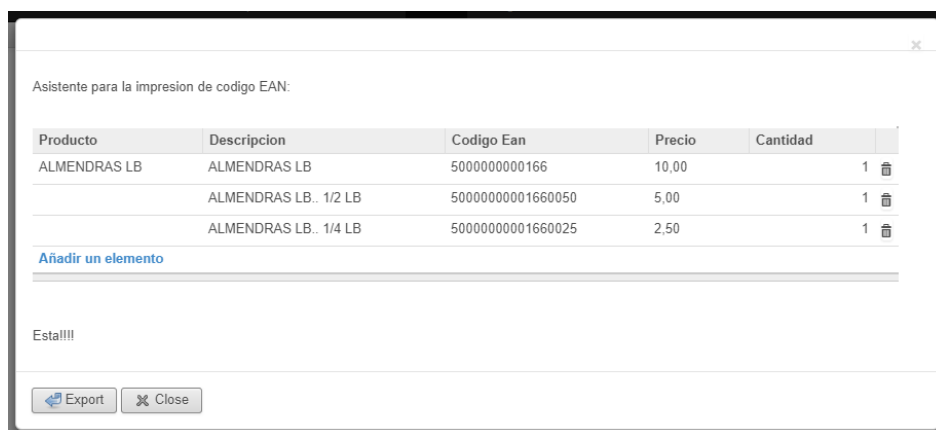 Asistente para la impresion de codigo EAN:
Producto Descripcion Codigo Ean Precio Cantidad
ALMENDRAS LB ALMENDRAS LB 5000000000166 10,00 1
ALMENDRAS LB.. 1/2 LB 50000000001660050 5,00 1
ALMENDRAS LB.. 1/4 LB 50000000001660025 2,50 1
Añadir un elemento
Esta!!!!
Export Close